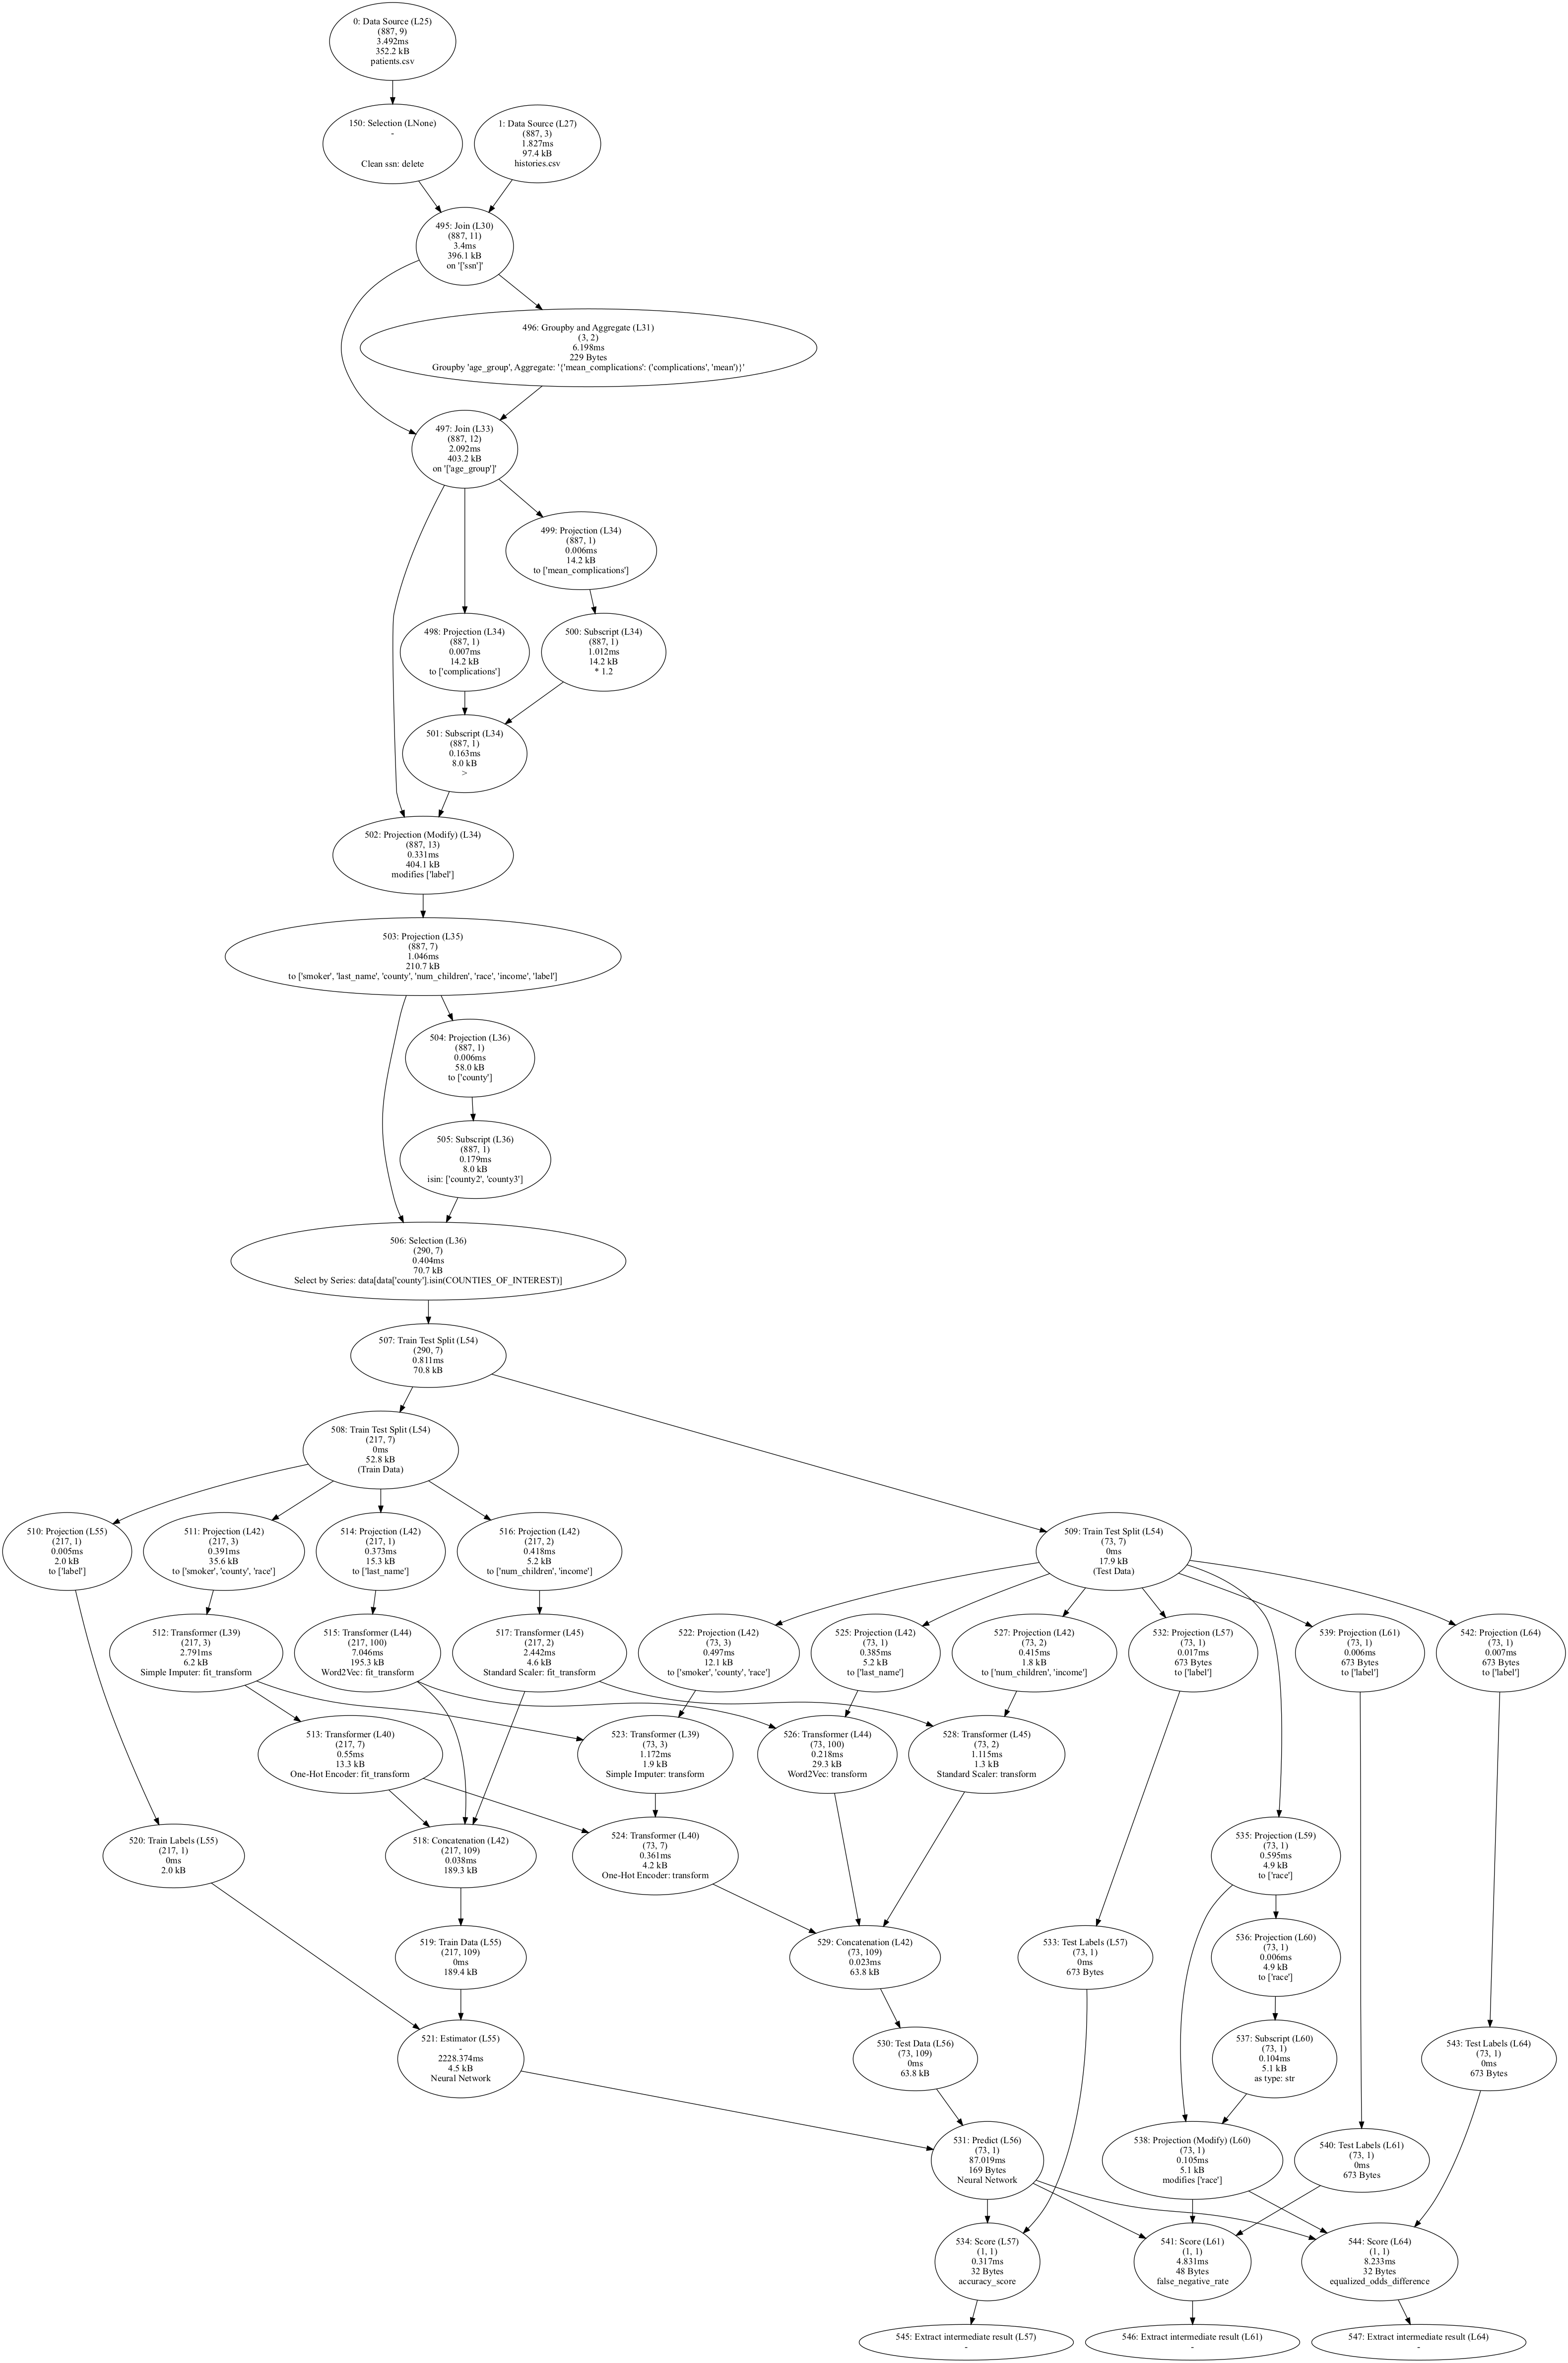 0: Data Source (L25)
(887, 9)
3.492ms
352.2 kB
patients.csv
150: Selection (LNone)
-
Clean ssn: delete
1: Data Source (L27)
(887, 3)
1.827ms
97.4 kB
histories.csv
495: Join (L30)
(887, 11)
3.4ms
396.1 kB
on '['ssn']'
496: Groupby and Aggregate (L31)
(3, 2)
6.198ms
229 Bytes
Groupby 'age_group', Aggregate: '{'mean_complications': ('complications', 'mean')}'
497: Join (L33)
(887, 12)
2.092ms
403.2 kB
on '['age_group']'
499: Projection (L34)
(887, 1)
0.006ms
14.2 kB
to ['mean_complications']
498: Projection (L34)
(887, 1)
0.007ms
14.2 kB
to ['complications']
500: Subscript (L34)
(887, 1)
1.012ms
14.2 kB
* 1.2
501: Subscript (L34)
(887, 1)
0.163ms
8.0 kB
>
502: Projection (Modify) (L34)
(887, 13)
0.331ms
404.1 kB
modifies ['label']
503: Projection (L35)
(887, 7)
1.046ms
210.7 kB
to ['smoker', 'last_name', 'county', 'num_children', 'race', 'income', 'label']
504: Projection (L36)
(887, 1)
0.006ms
58.0 kB
to ['county']
505: Subscript (L36)
(887, 1)
0.179ms
8.0 kB
isin: ['county2', 'county3']
506: Selection (L36)
(290, 7)
0.404ms
70.7 kB
Select by Series: data[data['county'].isin(COUNTIES_OF_INTEREST)]
507: Train Test Split (L54)
(290, 7)
0.811ms
70.8 kB
508: Train Test Split (L54)
(217, 7)
0ms
52.8 kB
(Train Data)
510: Projection (L55)
(217, 1)
0.005ms
2.0 kB
to ['label']
511: Projection (L42)
(217, 3)
0.391ms
35.6 kB
to ['smoker', 'county', 'race']
514: Projection (L42)
(217, 1)
0.373ms
15.3 kB
to ['last_name']
516: Projection (L42)
(217, 2)
0.418ms
5.2 kB
to ['num_children', 'income']
509: Train Test Split (L54)
(73, 7)
0ms
17.9 kB
(Test Data)
512: Transformer (L39)
(217, 3)
2.791ms
6.2 kB
Simple Imputer: fit_transform
515: Transformer (L44)
(217, 100)
7.046ms
195.3 kB
Word2Vec: fit_transform
517: Transformer (L45)
(217, 2)
2.442ms
4.6 kB
Standard Scaler: fit_transform
522: Projection (L42)
(73, 3)
0.497ms
12.1 kB
to ['smoker', 'county', 'race']
525: Projection (L42)
(73, 1)
0.385ms
5.2 kB
to ['last_name']
527: Projection (L42)
(73, 2)
0.415ms
1.8 kB
to ['num_children', 'income']
532: Projection (L57)
(73, 1)
0.017ms
673 Bytes
to ['label']
539: Projection (L61)
(73, 1)
0.006ms
673 Bytes
to ['label']
542: Projection (L64)
(73, 1)
0.007ms
673 Bytes
to ['label']
513: Transformer (L40)
(217, 7)
0.55ms
13.3 kB
One-Hot Encoder: fit_transform
523: Transformer (L39)
(73, 3)
1.172ms
1.9 kB
Simple Imputer: transform
526: Transformer (L44)
(73, 100)
0.218ms
29.3 kB
Word2Vec: transform
528: Transformer (L45)
(73, 2)
1.115ms
1.3 kB
Standard Scaler: transform
520: Train Labels (L55)
(217, 1)
0ms
2.0 kB
518: Concatenation (L42)
(217, 109)
0.038ms
189.3 kB
524: Transformer (L40)
(73, 7)
0.361ms
4.2 kB
One-Hot Encoder: transform
535: Projection (L59)
(73, 1)
0.595ms
4.9 kB
to ['race']
519: Train Data (L55)
(217, 109)
0ms
189.4 kB
529: Concatenation (L42)
(73, 109)
0.023ms
63.8 kB
533: Test Labels (L57)
(73, 1)
0ms
673 Bytes
536: Projection (L60)
(73, 1)
0.006ms
4.9 kB
to ['race']
521: Estimator (L55)
-
2228.374ms
4.5 kB
Neural Network
530: Test Data (L56)
(73, 109)
0ms
63.8 kB
537: Subscript (L60)
(73, 1)
0.104ms
5.1 kB
as type: str
543: Test Labels (L64)
(73, 1)
0ms
673 Bytes
531: Predict (L56)
(73, 1)
87.019ms
169 Bytes
Neural Network
538: Projection (Modify) (L60)
(73, 1)
0.105ms
5.1 kB
modifies ['race']
540: Test Labels (L61)
(73, 1)
0ms
673 Bytes
534: Score (L57)
(1, 1)
0.317ms
32 Bytes
accuracy_score
541: Score (L61)
(1, 1)
4.831ms
48 Bytes
false_negative_rate
544: Score (L64)
(1, 1)
8.233ms
32 Bytes
equalized_odds_difference
545: Extract intermediate result (L57)
-
546: Extract intermediate result (L61)
-
547: Extract intermediate result (L64)
-